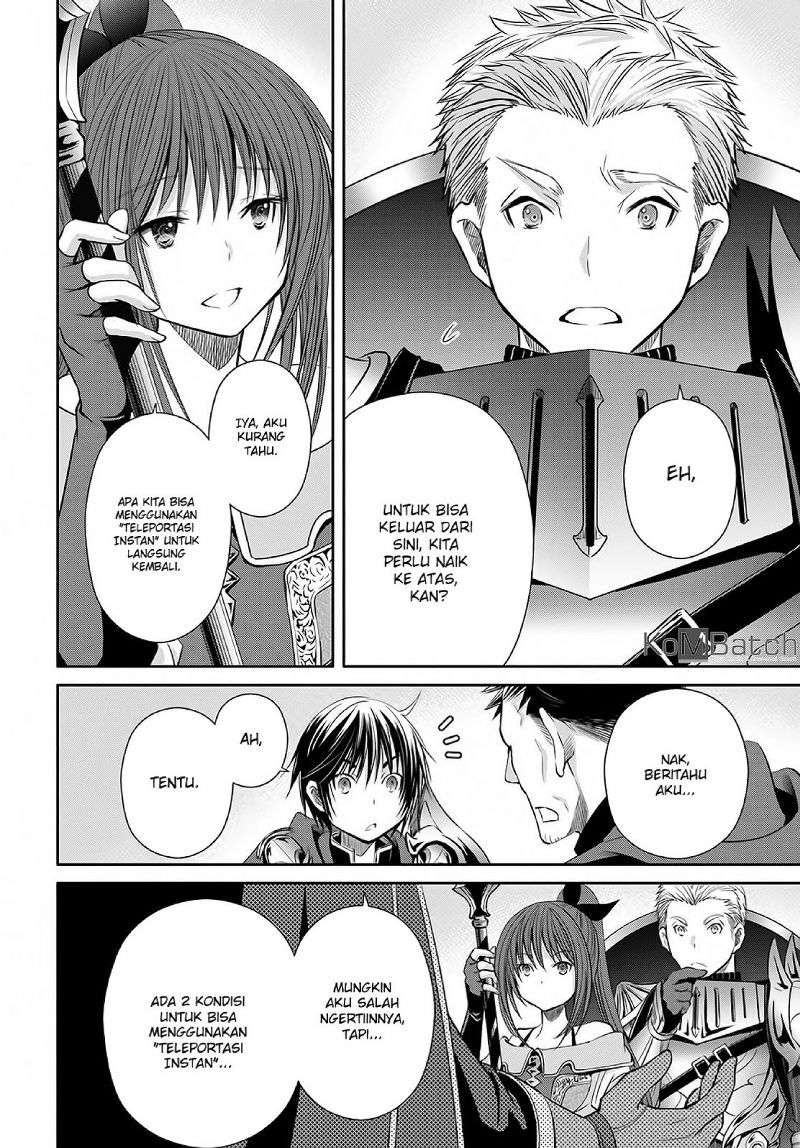 EH,
UNTUK BISA
KELUAR DARI
SINI, KITA
PERLU NAIK
KE ATAS,
KAN?
IYA, AKU
KURANG
TAHU.
APA KITA BISA
MENGGUNAKAN
"TELEPORTASI
INSTAN" UNTUK
LANGSUNG
KEMBALI.
KoMBatch
NAK,
BERITAHU
AKU...
AH,
TENTU.
MUNGKIN
AKU SALAH
NGERTIINNYA,
TAPI...
ADA 2 KONDISI
UNTUK BISA
MENGGUNAKAN
"TELEPORTASI
INSTAN"...